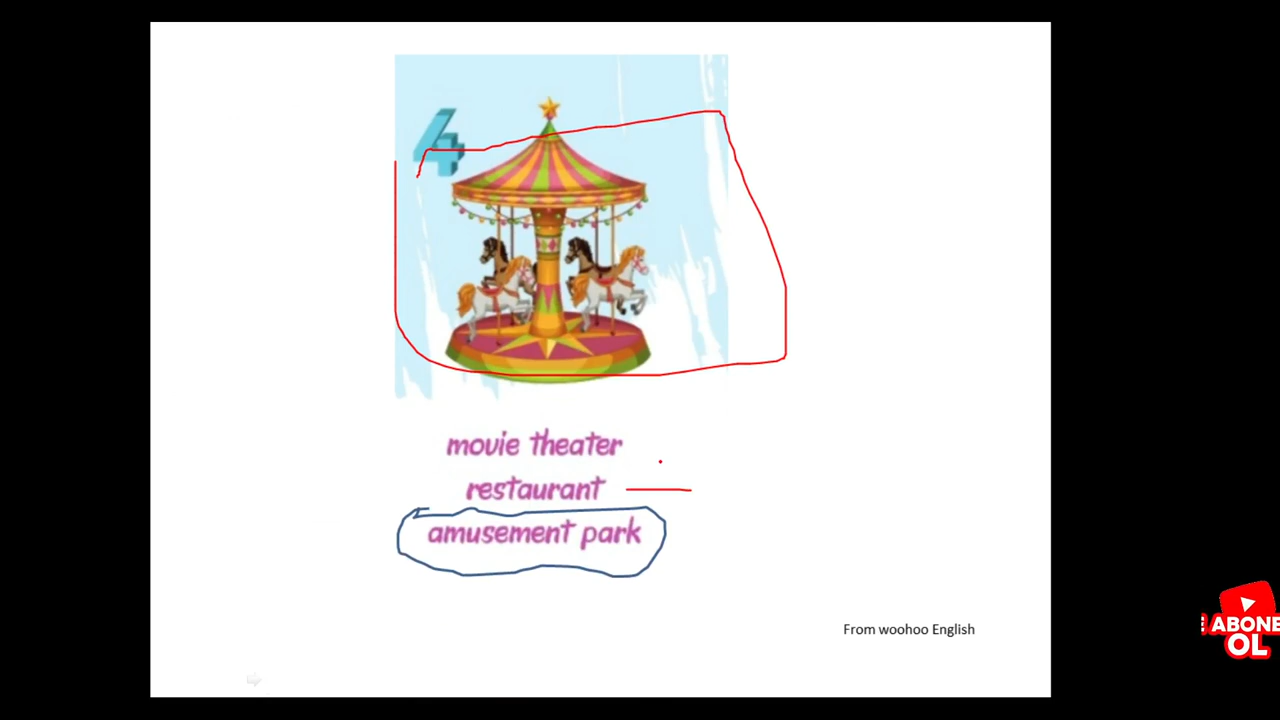 4
movie theater
restaurant
amusement park
From woohoo English
ABONE
OL